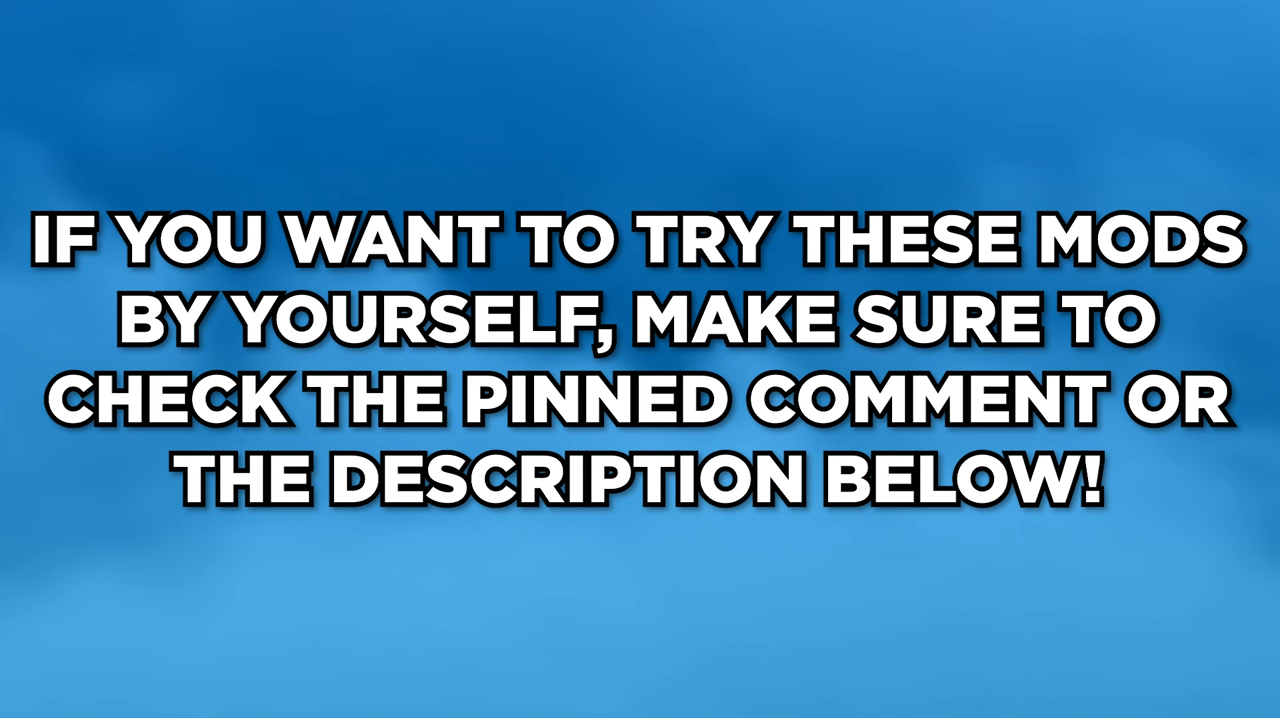 IF YOU WANT TO TRY THESE MODS
BY YOURSELF, MAKE SURE TO
CHECK THE PINNED COMMENT OR
THE DESCRIPTION BELOW!